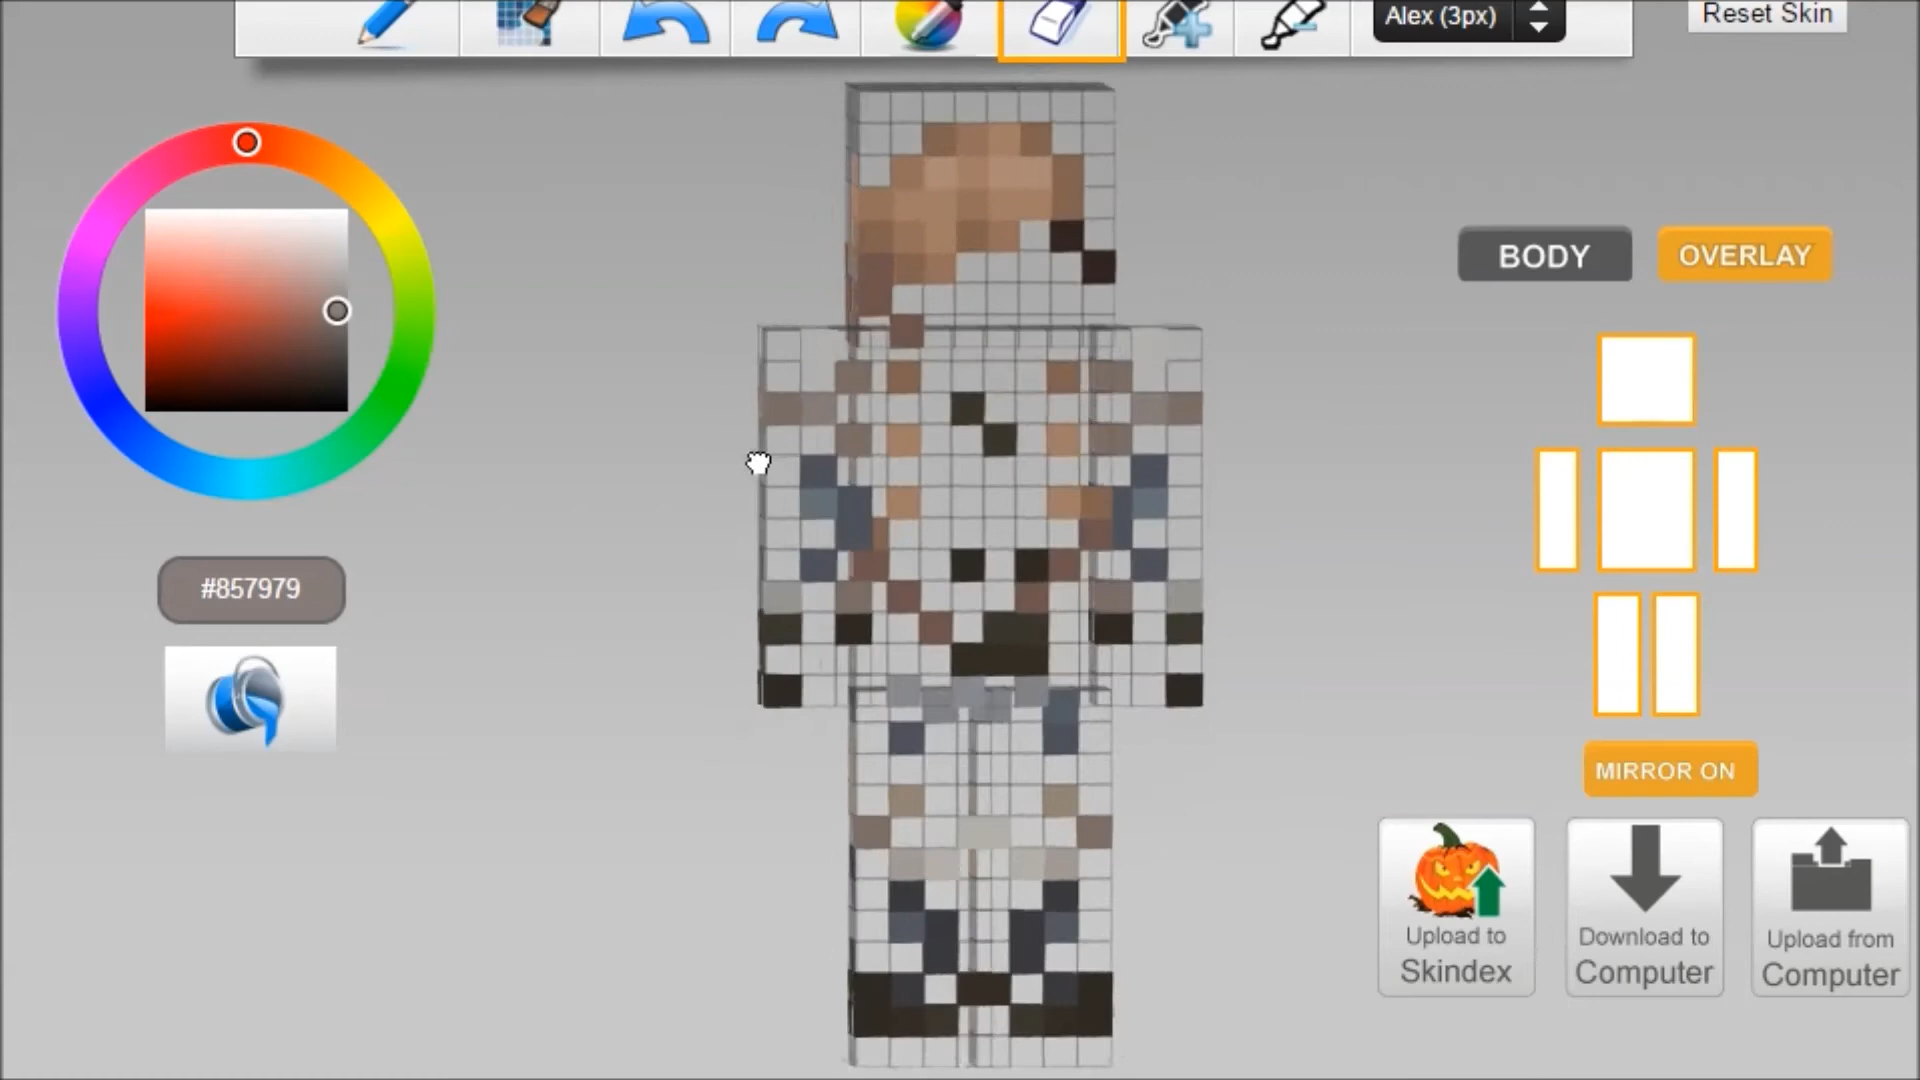 Alex (3px)
Reset Skin
BODY
OVERLAY
#857979
MIRROR ON
Upload to
Skindex
Download to
Computer
Upload from
Computer